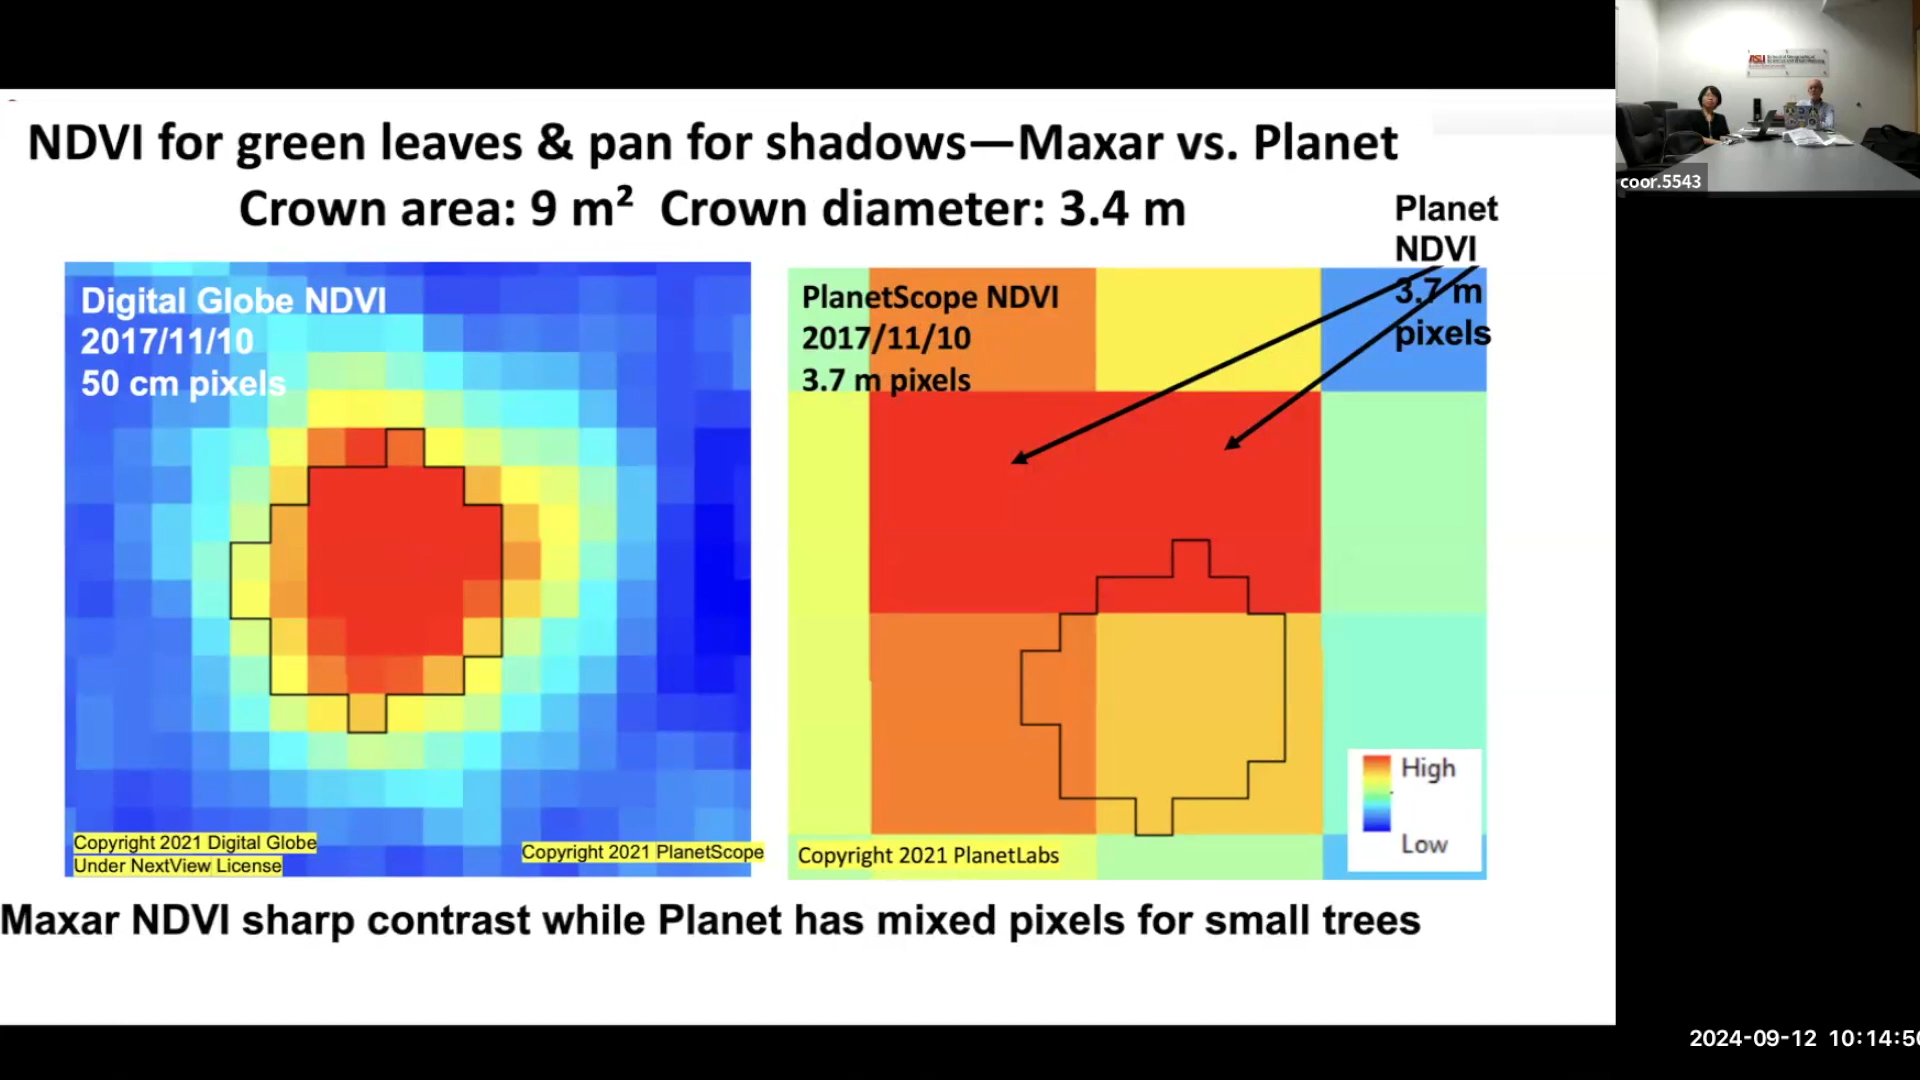 NDVI for green leaves & pan for shadows—Maxar vs. Planet
Crown area: 9 m² Crown diameter: 3.4 m
Planet
NDVI
3.7 m
pixels
Digital Globe NDVI
2017/11/10
50 cm pixels
PlanetScope NDVI
2017/11/10
3.7 m pixels
High
Low
Copyright 2021 Digital Globe
Under NextView License
Copyright 2021 PlanetScope
Copyright 2021 PlanetLabs
Maxar NDVI sharp contrast while Planet has mixed pixels for small trees
ASU
coor.5543
2024-09-12 10:14:50